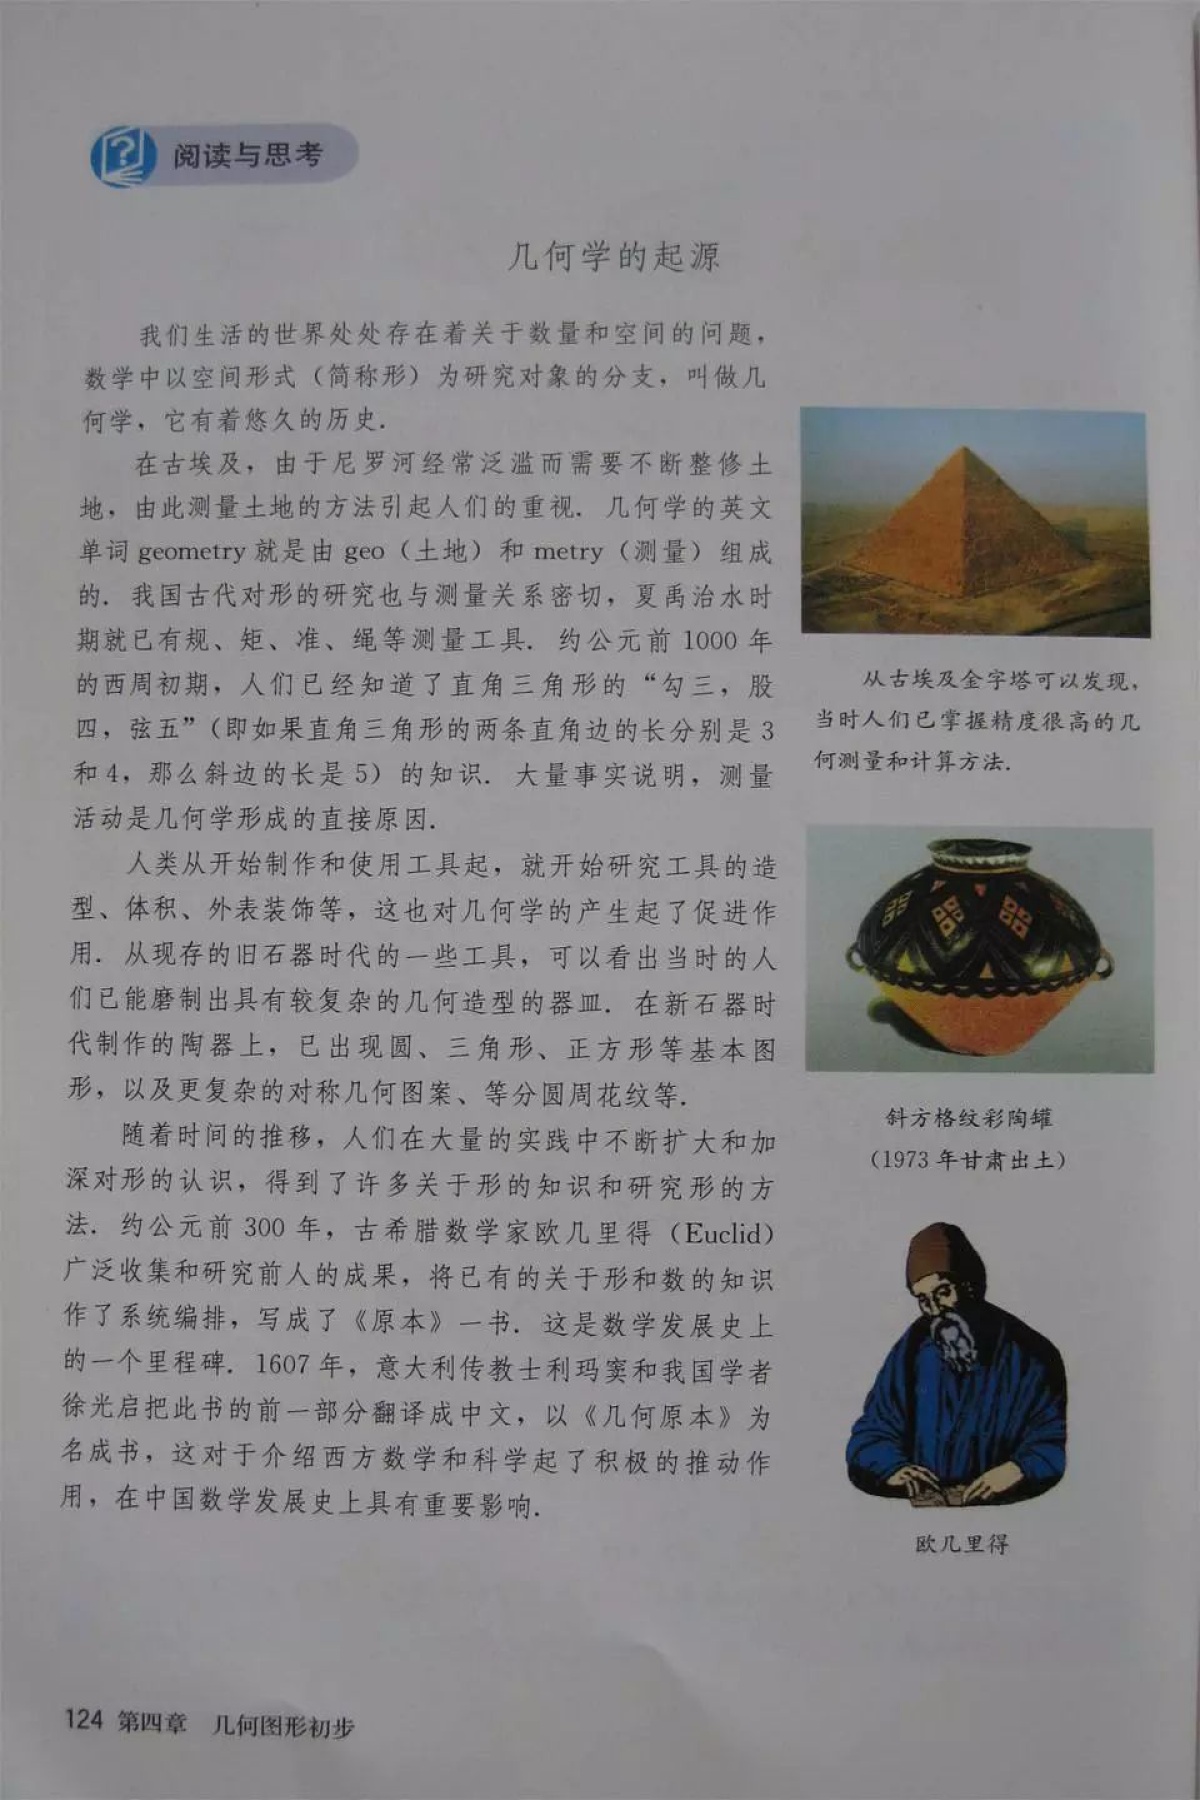 阅读与思考
几何学的起源
我们生活的世界处处存在着关于数量和空间的问题，
数学中以空间形式（简称形）为研究对象的分支，叫做几
何学，它有着悠久的历史．
在古埃及，由于尼罗河经常泛滥而需要不断整修土
地，由此测量土地的方法引起人们的重视．几何学的英文
单词 geometry 就是由 geo（土地）和 metry（测量）组成
的．我国古代对形的研究也与测量关系密切，夏禹治水时
期就已有规、矩、准、绳等测量工具．约公元前 1000 年
的西周初期，人们已经知道了直角三角形的“勾三，股
四，弦五”（即如果直角三角形的两条直角边的长分别是 3
和 4，那么斜边的长是 5）的知识．大量事实说明，测量
活动是几何学形成的直接原因．
人类从开始制作和使用工具起，就开始研究工具的造
型、体积、外表装饰等，这也对几何学的产生起了促进作
用．从现存的旧石器时代的一些工具，可以看出当时的人
们已能磨制出具有较复杂的几何造型的器皿．在新石器时
代制作的陶器上，已出现圆、三角形、正方形等基本图
形，以及更复杂的对称几何图案、等分圆周花纹等．
随着时间的推移，人们在大量的实践中不断扩大和加
深对形的认识，得到了许多关于形的知识和研究形的方
法．约公元前 300 年，古希腊数学家欧几里得（Euclid）
广泛收集和研究前人的成果，将已有的关于形和数的知识
作了系统编排，写成了《原本》一书．这是数学发展史上
的一个里程碑．1607 年，意大利传教士利玛窦和我国学者
徐光启把此书的前一部分翻译成中文，以《几何原本》为
名成书，这对于介绍西方数学和科学起了积极的推动作
用，在中国数学发展史上具有重要影响．
从古埃及金字塔可以发现，
当时人们已掌握精度很高的几
何测量和计算方法．
斜方格纹彩陶罐
（1973 年甘肃出土）
欧几里得
124 第四章 几何图形初步